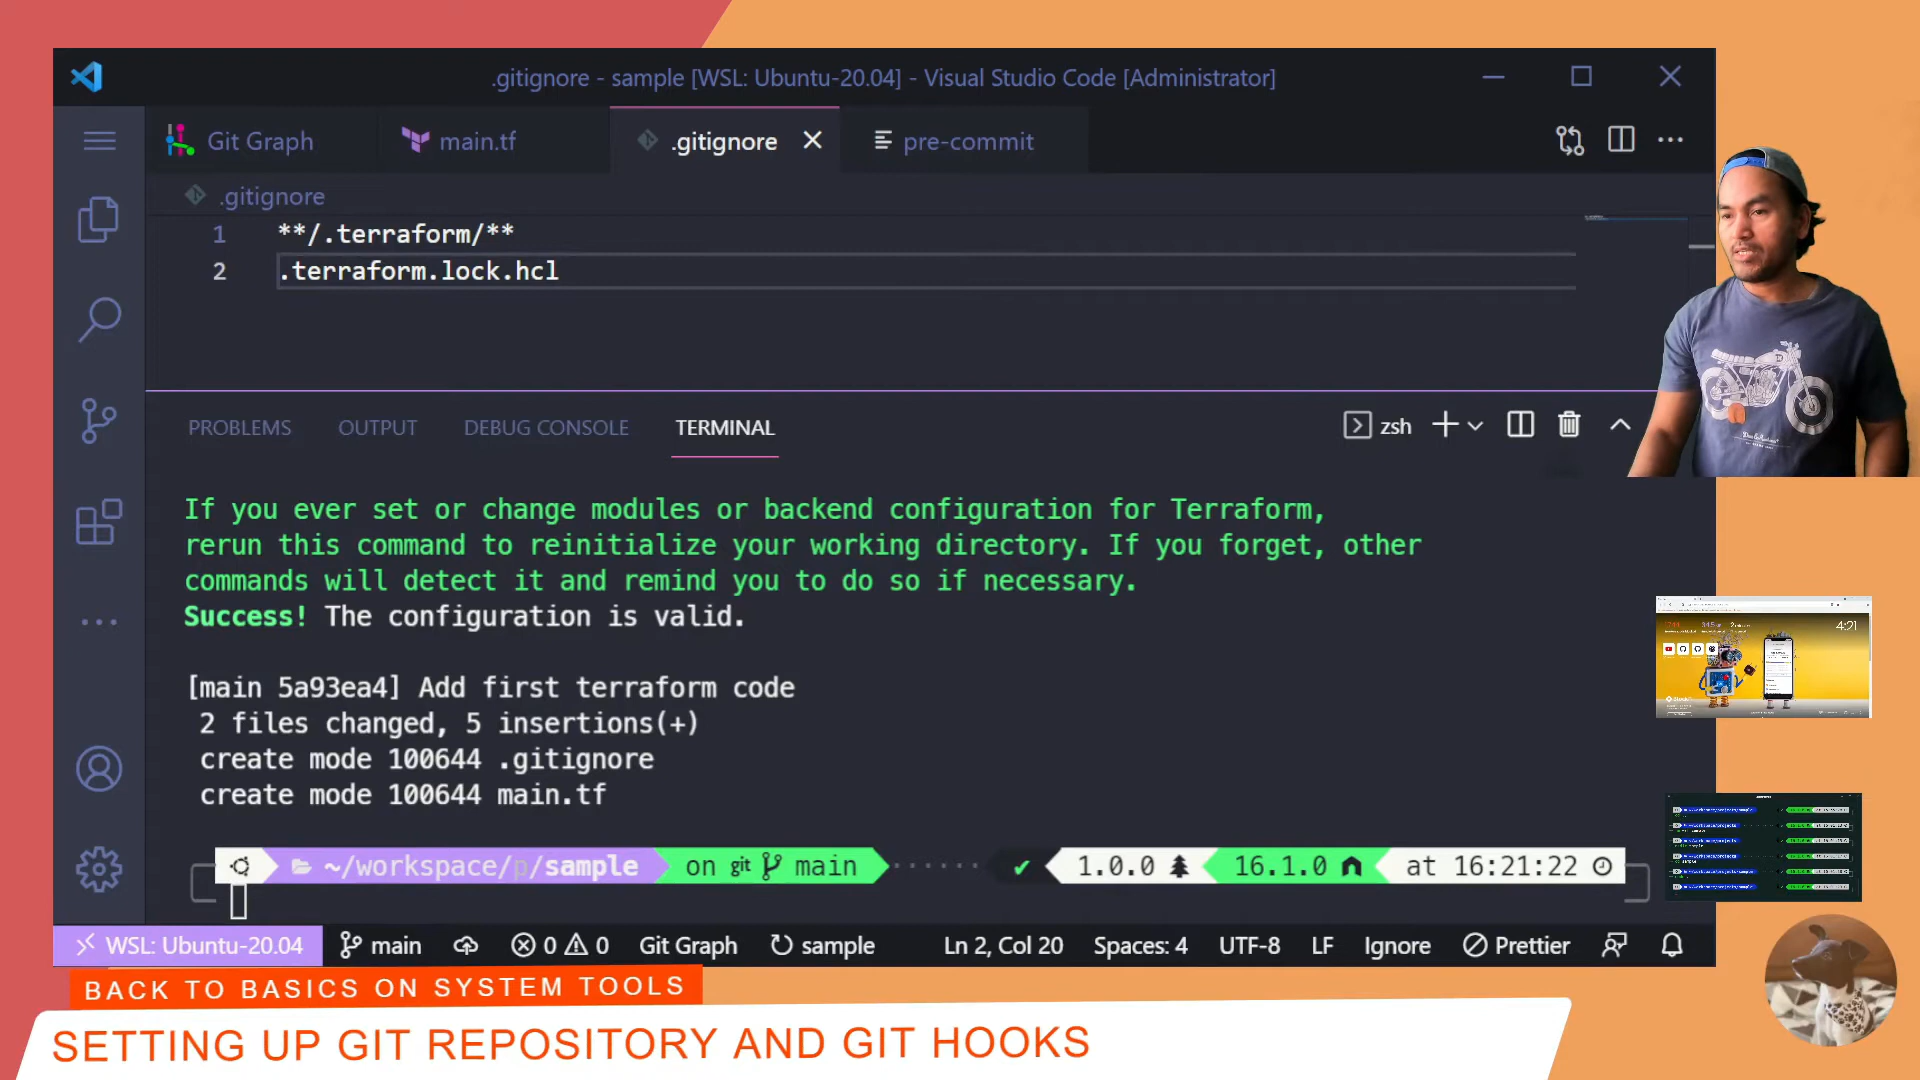 .gitignore - sample [WSL: Ubuntu-20.04] - Visual Studio Code [Administrator]
Git Graph
main.tf
.gitignore
pre-commit
.gitignore
1 **/.terraform/**
2 .terraform.lock.hcl
PROBLEMS
OUTPUT
DEBUG CONSOLE
TERMINAL
zsh
If you ever set or change modules or backend configuration for Terraform,
rerun this command to reinitialize your working directory. If you forget, other
commands will detect it and remind you to do so if necessary.
Success! The configuration is valid.
[main 5a93ea4] Add first terraform code
2 files changed, 5 insertions(+)
create mode 100644 .gitignore
create mode 100644 main.tf
~/workspace/p/sample on git main ······ ✔ 1.0.0 16.1.0 at 16:21:22
WSL: Ubuntu-20.04 main 0 0 Git Graph sample Ln 2, Col 20 Spaces: 4 UTF-8 LF Ignore Prettier
4:21
BACK TO BASICS ON SYSTEM TOOLS
SETTING UP GIT REPOSITORY AND GIT HOOKS